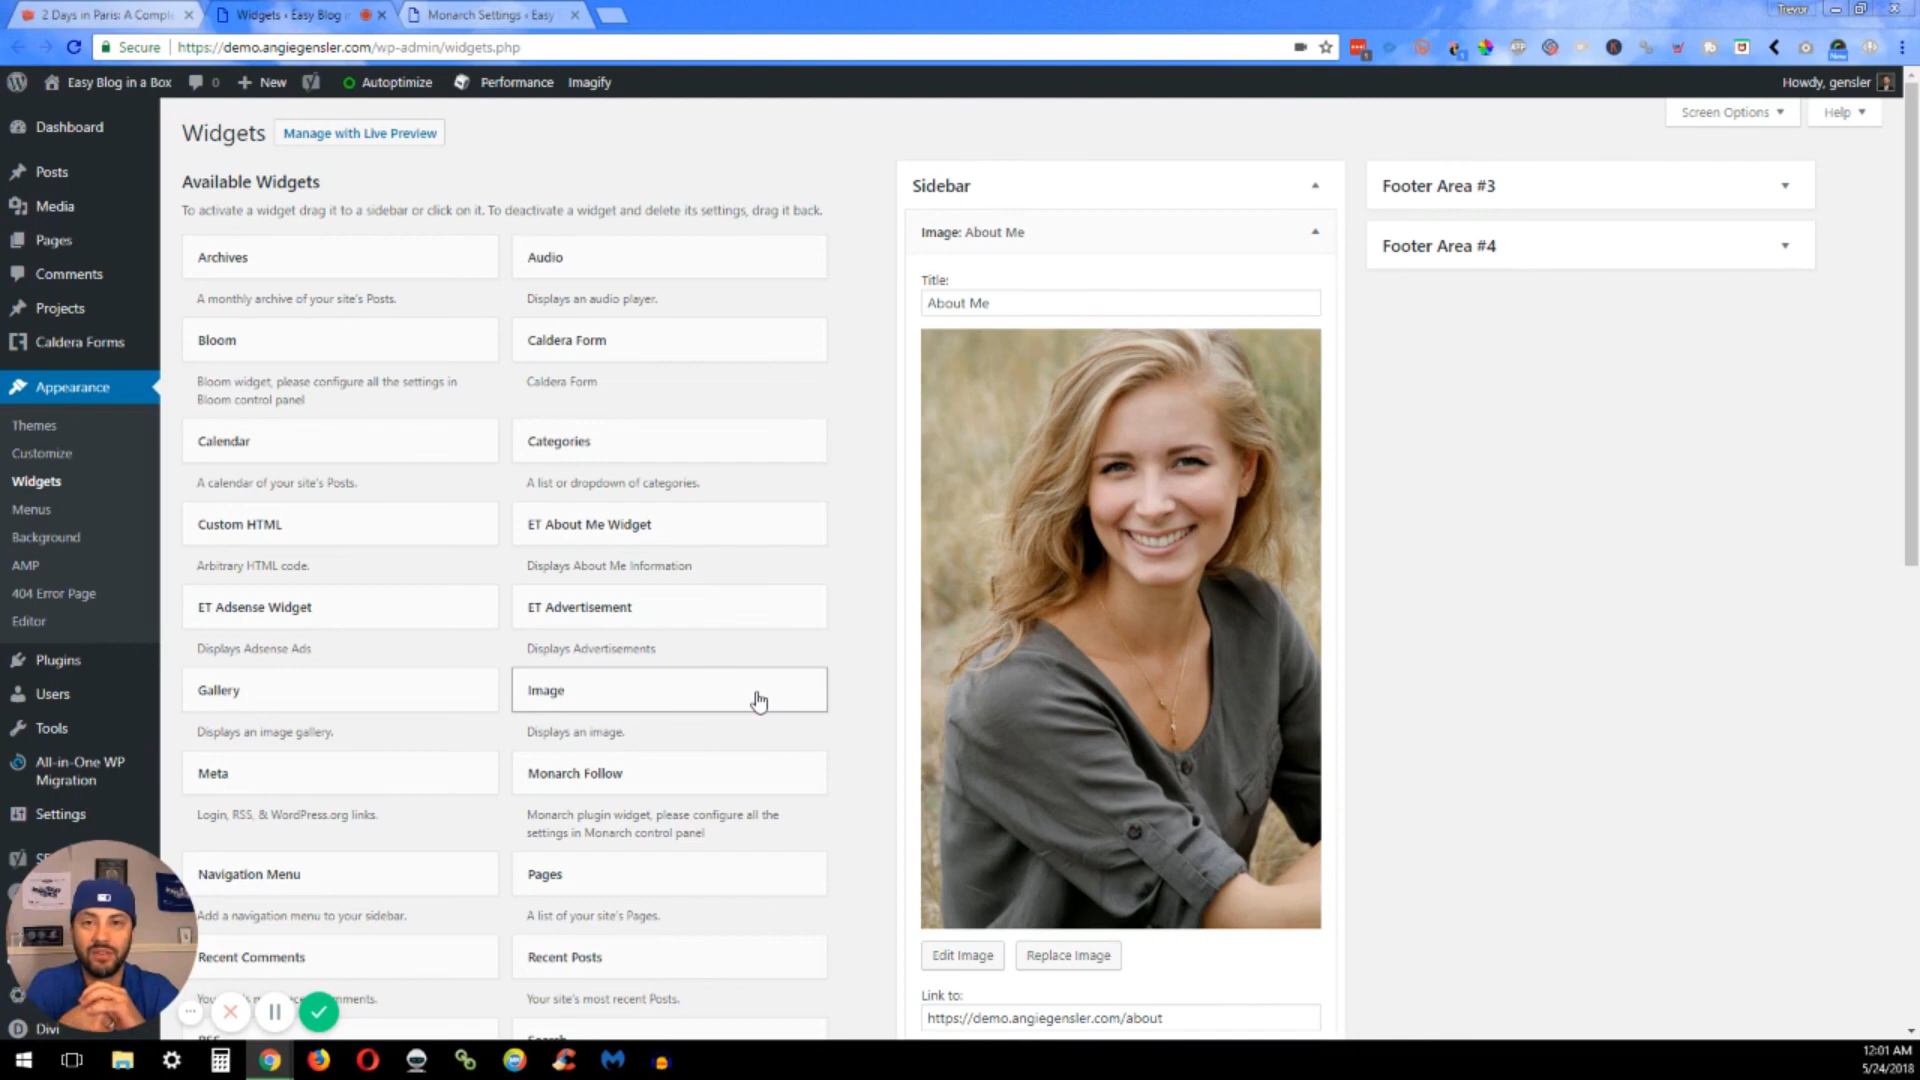 2 Days in Paris: A Comple
Widgets ‹ Easy Blog in
Monarch Settings ‹ Easy
Trevor
Secure
https://demo.angiegensler.com/wp-admin/widgets.php
Easy Blog in a Box
0
New
Autoptimize
Performance
Imagify
Howdy, gensler
Dashboard
Posts
Media
Pages
Comments
Projects
Caldera Forms
Appearance
Themes
Customize
Widgets
Menus
Background
AMP
404 Error Page
Editor
Plugins
Users
Tools
All-in-One WP
Migration
Settings
Divi
Widgets
Manage with Live Preview
Screen Options
Help
Available Widgets
To activate a widget drag it to a sidebar or click on it. To deactivate a widget and delete its settings, drag it back.
Archives
A monthly archive of your site's Posts.
Audio
Displays an audio player.
Bloom
Bloom widget, please configure all the settings in
Bloom control panel
Caldera Form
Caldera Form
Calendar
A calendar of your site's Posts.
Categories
A list or dropdown of categories.
Custom HTML
Arbitrary HTML code.
ET About Me Widget
Displays About Me Information
ET Adsense Widget
Displays Adsense Ads
ET Advertisement
Displays Advertisements
Gallery
Displays an image gallery.
Image
Displays an image.
Meta
Login, RSS, & WordPress.org links.
Monarch Follow
Monarch plugin widget, please configure all the
settings in Monarch control panel
Navigation Menu
Add a navigation menu to your sidebar.
Pages
A list of your site's Pages.
Recent Comments
Recent Posts
Your site's most recent Posts.
Sidebar
Image: About Me
Title:
About Me
Edit Image
Replace Image
Link to:
https://demo.angiegensler.com/about
Footer Area #3
Footer Area #4
12:01 AM
5/24/2018